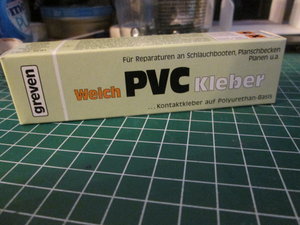 greven
Für Reparaturen an Schlauchbooten, Planschbecken
Planen u.a.
Weich PVC Kleber
...Kontaktkleber auf Polyurethan-Basis